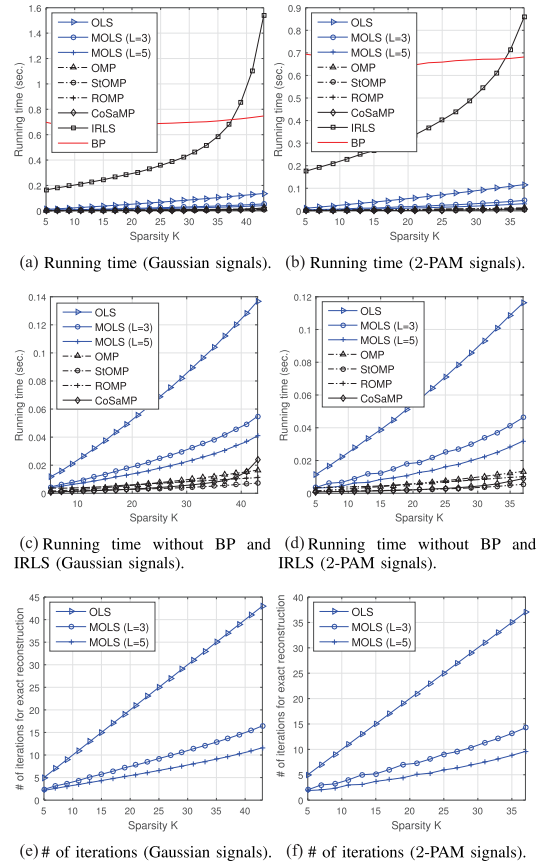 1.6
1.4
1.2
1
0.8
0.6
0.4
0.2
0
Running time (sec.)
OLS
MOLS (L=3)
MOLS (L=5)
OMP
StOMP
ROMP
CoSaMP
IRLS
BP
5 10 20 30 40
Sparsity K
(a) Running time (Gaussian signals).
0.9
0.8
0.7
0.6
0.5
0.4
0.3
0.2
0.1
0
Running time (sec.)
OLS
MOLS (L=3)
MOLS (L=5)
OMP
StOMP
ROMP
CoSaMP
IRLS
BP
5 10 15 20 25 30 35
Sparsity K
(b) Running time (2-PAM signals).
0.14
0.12
0.1
0.08
0.06
0.04
0.02
0
Running time (sec.)
OLS
MOLS (L=3)
MOLS (L=5)
OMP
StOMP
ROMP
CoSaMP
10 20 30 40
Sparsity K
(c) Running time without BP and
IRLS (Gaussian signals).
0.12
0.1
0.08
0.06
0.04
0.02
0
Running time (sec.)
OLS
MOLS (L=3)
MOLS (L=5)
OMP
StOMP
ROMP
CoSaMP
5 10 15 20 25 30 35
Sparsity K
(d) Running time without BP and
IRLS (2-PAM signals).
45
40
35
30
25
20
15
10
5
0
# of iterations for exact reconstruction
OLS
MOLS (L=3)
MOLS (L=5)
5 10 15 20 25 30 35 40
Sparsity K
(e) # of iterations (Gaussian signals).
40
35
30
25
20
15
10
5
0
# of iterations for exact reconstruction
OLS
MOLS (L=3)
MOLS (L=5)
5 10 15 20 25 30 35
Sparsity K
(f) # of iterations (2-PAM signals).